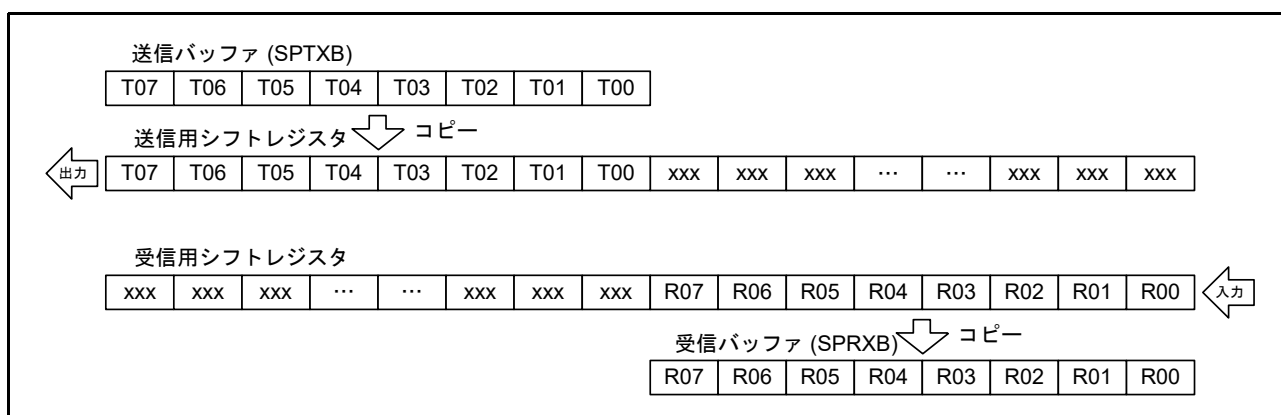 送信バッファ (SPTXB)
T07 T06 T05 T04 T03 T02 T01 T00
コピー
送信用シフトレジスタ
出力 T07 T06 T05 T04 T03 T02 T01 T00 xxx xxx xxx … … xxx xxx xxx
受信用シフトレジスタ
xxx xxx xxx … … xxx xxx xxx R07 R06 R05 R04 R03 R02 R01 R00 入力
コピー
受信バッファ (SPRXB)
R07 R06 R05 R04 R03 R02 R01 R00